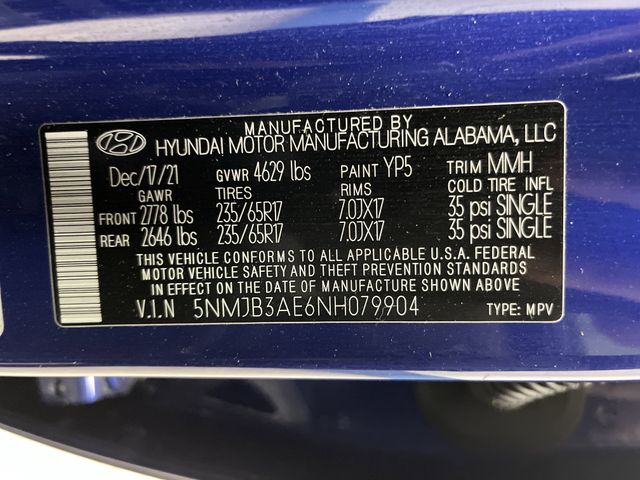 MANUFACTURED BY
HYUNDAI MOTOR MANUFACTURING ALABAMA, LLC
Dec/17/21 GVWR 4629 lbs PAINT YP5 TRIM MMH
GAWR TIRES RIMS COLD TIRE INFL
FRONT 2778 lbs 235/65R17 7.0JX17 35 psi SINGLE
REAR 2646 lbs 235/65R17 7.0JX17 35 psi SINGLE
THIS VEHICLE CONFORMS TO ALL APPLICABLE U.S.A. FEDERAL
MOTOR VEHICLE SAFETY AND THEFT PREVENTION STANDARDS
IN EFFECT ON THE DATE OF MANUFACTURE SHOWN ABOVE
V.I.N 5NMJB3AE6NH079904 TYPE: MPV